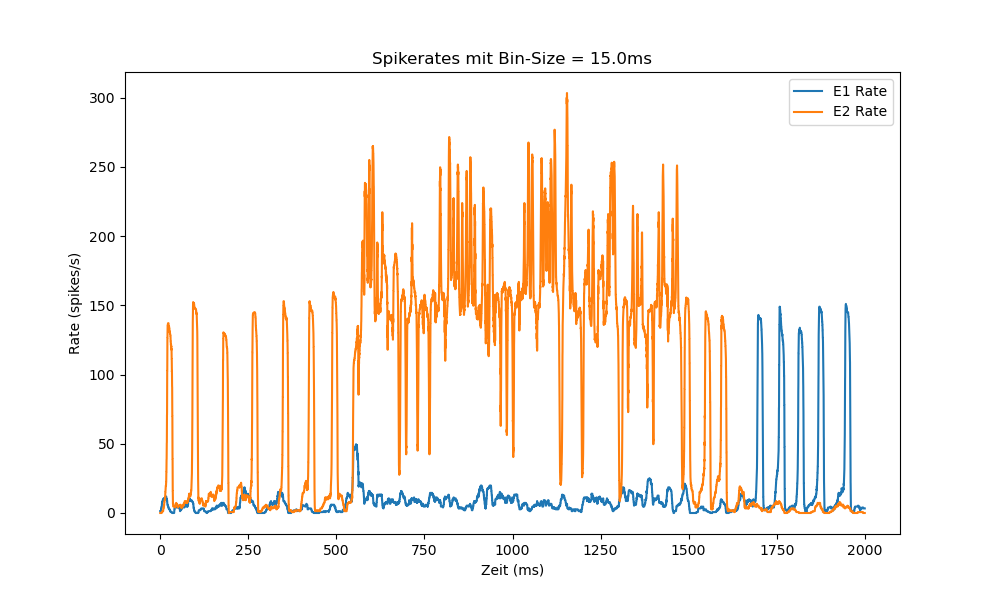 Spikerates mit Bin-Size = 15.0ms
E1 Rate
E2 Rate
300
250
200
150
100
50
0
Rate (spikes/s)
0 250 500 750 1000 1250 1500 1750 2000
Zeit (ms)